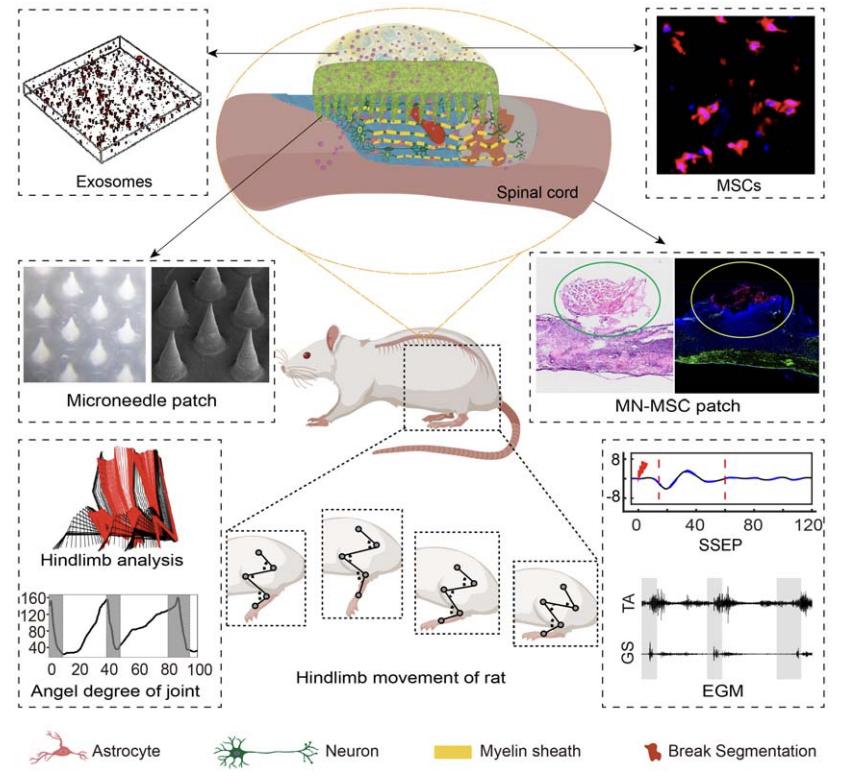 Exosomes
MSCs
Spinal cord
Microneedle patch
MN-MSC patch
Hindlimb analysis
160
120
80
40
0 20 40 60 80 100
Angel degree of joint
Hindlimb movement of rat
8
-8
0 40 80 120
SSEP
TA
GS
EGM
Astrocyte
Neuron
Myelin sheath
Break Segmentation